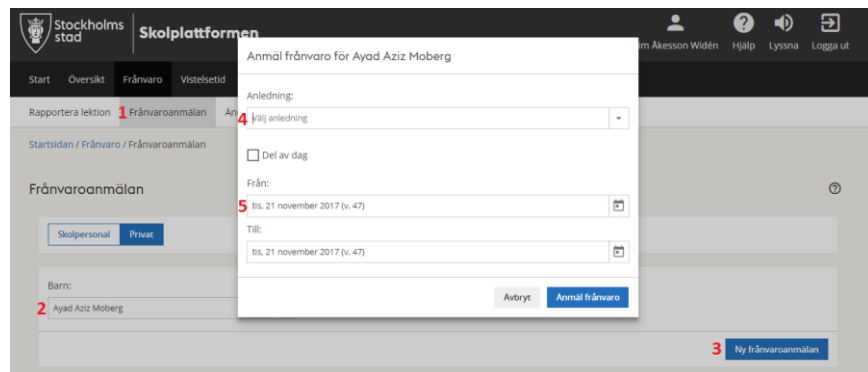 Stockholms
stad
Skolplattformen
im Åkesson Widén
Hjälp
Lyssna
Logga ut
Start
Översikt
Frånvaro
Vistelsetid
Rapportera lektion
1 Frånvaroanmälan
Startsidan / Frånvaro / Frånvaroanmälan
Frånvaroanmälan
Skolpersonal
Privat
Barn:
2 Ayad Aziz Moberg
3 Ny frånvaroanmälan
Anmäl frånvaro för Ayad Aziz Moberg
Anledning:
4 Välj anledning
Del av dag
Från:
5 tis, 21 november 2017 (v. 47)
Till:
tis, 21 november 2017 (v. 47)
Avbryt
Anmäl frånvaro